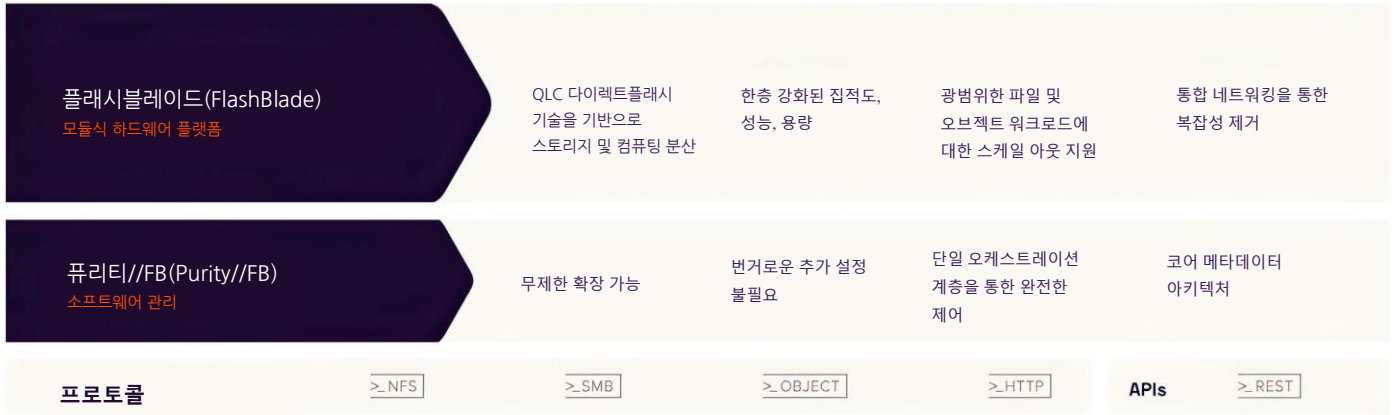 플래시블레이드(FlashBlade)
모듈식 하드웨어 플랫폼
QLC 다이렉트플래시
기술을 기반으로
스토리지 및 컴퓨팅 분산
한층 강화된 집적도,
성능, 용량
광범위한 파일 및
오브젝트 워크로드에
대한 스케일 아웃 지원
통합 네트워킹을 통한
복잡성 제거
퓨리티//FB(Purity//FB)
소프트웨어 관리
무제한 확장 가능
번거로운 추가 설정
불필요
단일 오케스트레이션
계층을 통한 완전한
제어
코어 메타데이터
아키텍처
프로토콜
>_NFS
>_SMB
>_OBJECT
>_HTTP
APIs
>_REST